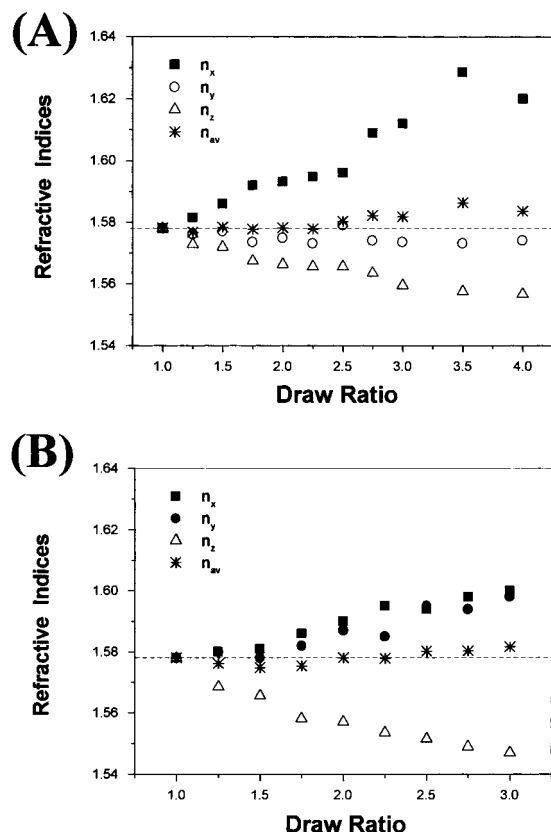 (A)
1.64
1.62
1.60
1.58
1.56
1.54
Refractive Indices
n_x
n_y
n_z
n_av
1.0 1.5 2.0 2.5 3.0 3.5 4.0
Draw Ratio
(B)
1.64
1.62
1.60
1.58
1.56
1.54
Refractive Indices
n_x
n_y
n_z
n_av
1.0 1.5 2.0 2.5 3.0
Draw Ratio